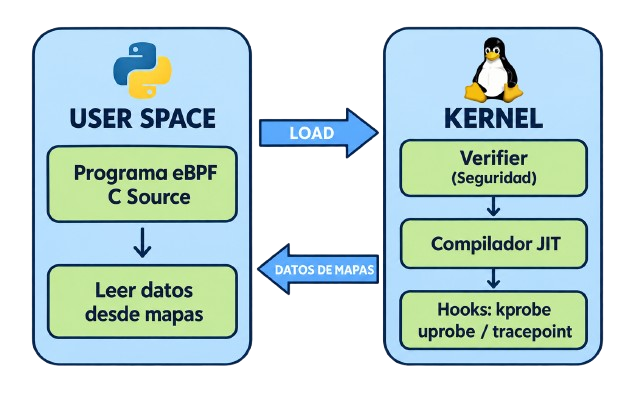 USER SPACE
Programa eBPF
C Source
Leer datos
desde mapas
LOAD
DATOS DE MAPAS
KERNEL
Verifier
(Seguridad)
Compilador JIT
Hooks: kprobe
uprobe / tracepoint